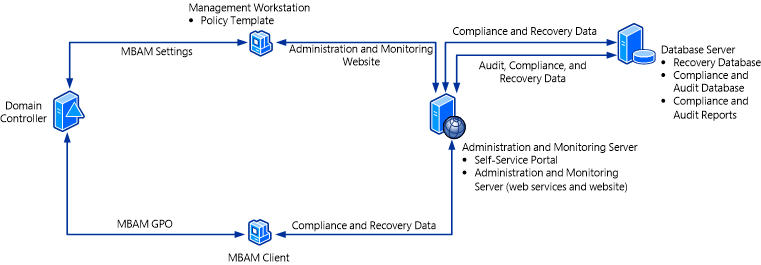 Management Workstation
• Policy Template
MBAM Settings
Administration and Monitoring
Website
Compliance and Recovery Data
Audit, Compliance, and
Recovery Data
Database Server
• Recovery Database
• Compliance and
Audit Database
• Compliance and
Audit Reports
Domain
Controller
Administration and Monitoring Server
• Self-Service Portal
• Administration and Monitoring
Server (web services and website)
MBAM GPO
Compliance and Recovery Data
MBAM Client